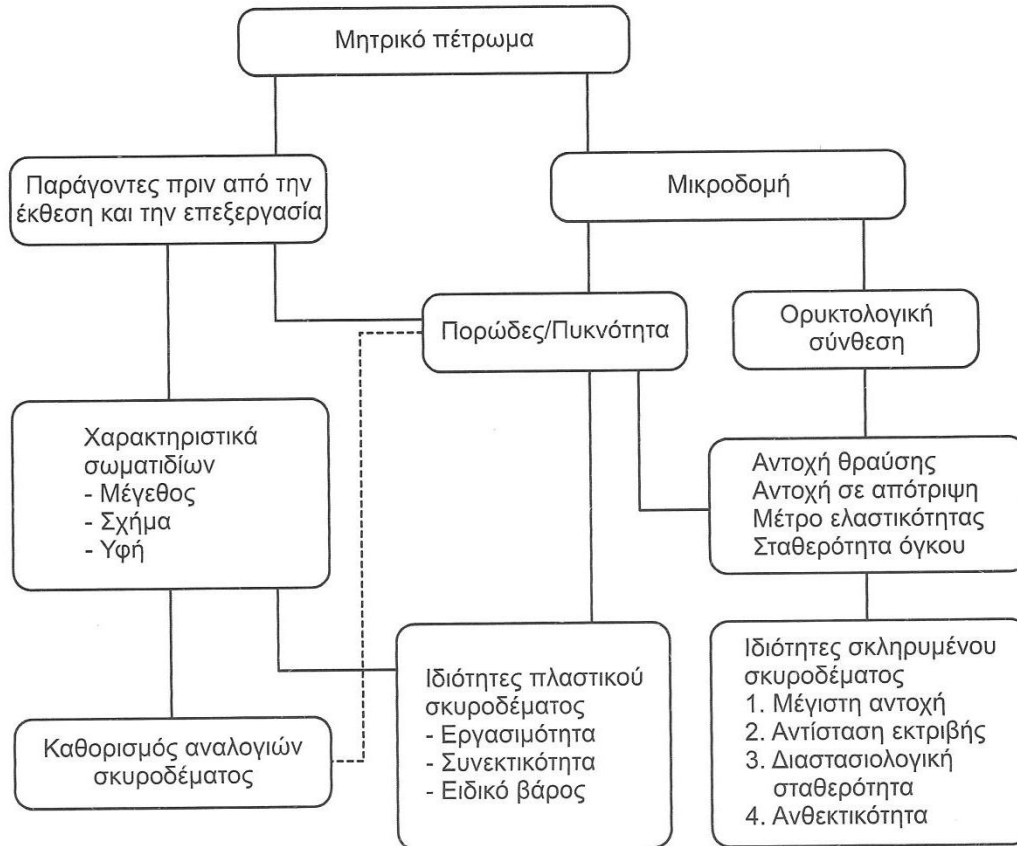 Μητρικό πέτρωμα
Παράγοντες πριν από την
έκθεση και την επεξεργασία
Μικροδομή
Πορώδες/Πυκνότητα
Ορυκτολογική
σύνθεση
Χαρακτηριστικά
σωματιδίων
- Μέγεθος
- Σχήμα
- Υφή
Αντοχή θραύσης
Αντοχή σε απότριψη
Μέτρο ελαστικότητας
Σταθερότητα όγκου
Καθορισμός αναλογιών
σκυροδέματος
Ιδιότητες πλαστικού
σκυροδέματος
- Εργασιμότητα
- Συνεκτικότητα
- Ειδικό βάρος
Ιδιότητες σκληρυμένου
σκυροδέματος
1. Μέγιστη αντοχή
2. Αντίσταση εκτριβής
3. Διαστασιολογική
σταθερότητα
4. Ανθεκτικότητα